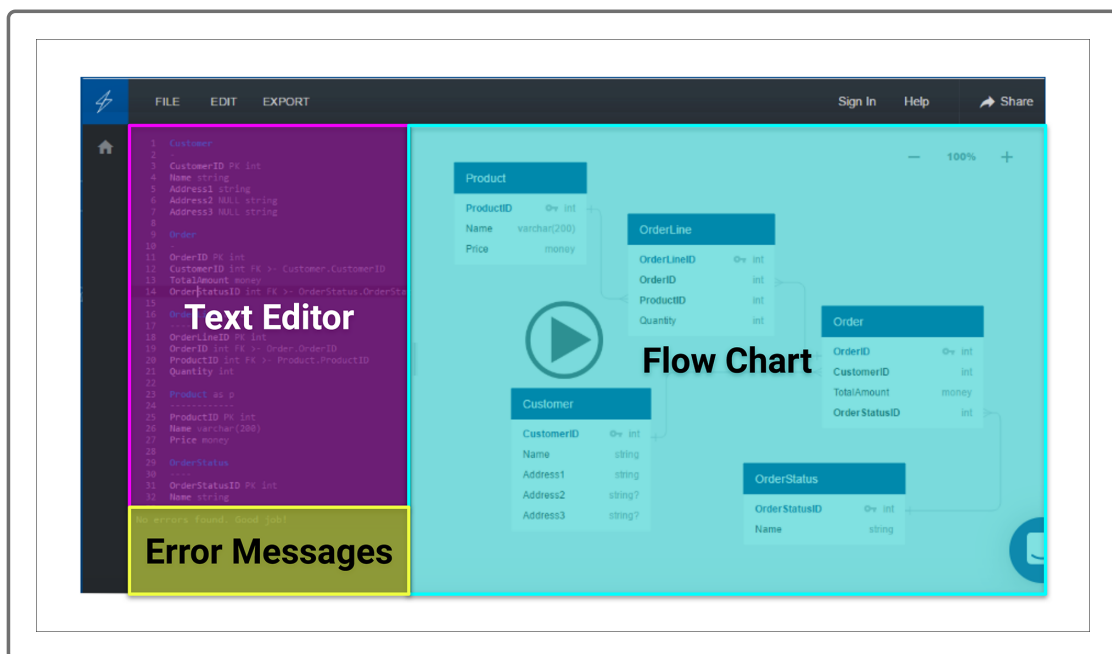 FILE EDIT EXPORT Sign In Help Share
1 Customer
2 -
3 CustomerID PK int
4 Name string
5 Address1 string
6 Address2 NULL string
7 Address3 NULL string
8
9 Order
10 -
11 OrderID PK int
12 CustomerID int FK >- Customer.CustomerID
13 TotalAmount money
14 OrderStatusID int FK >- OrderStatus.OrderSta
15
16
17 ----
18 OrderLineID PK int
19 OrderID int FK >- Order.OrderID
20 ProductID int FK >- Product.ProductID
21 Quantity int
22
23 Product as p
24 ------------
25 ProductID PK int
26 Name varchar(200)
27 Price money
28
29 OrderStatus
30 ----
31 OrderStatusID PK int
32 Name string
Text Editor
No errors found. Good job!
Error Messages
100%
Product
ProductID int
Name varchar(200)
Price money
OrderLine
OrderLineID int
OrderID int
ProductID int
Quantity int
Flow Chart
Order
OrderID int
CustomerID int
TotalAmount money
OrderStatusID int
Customer
CustomerID int
Name string
Address1 string
Address2 string?
Address3 string?
OrderStatus
OrderStatusID int
Name string